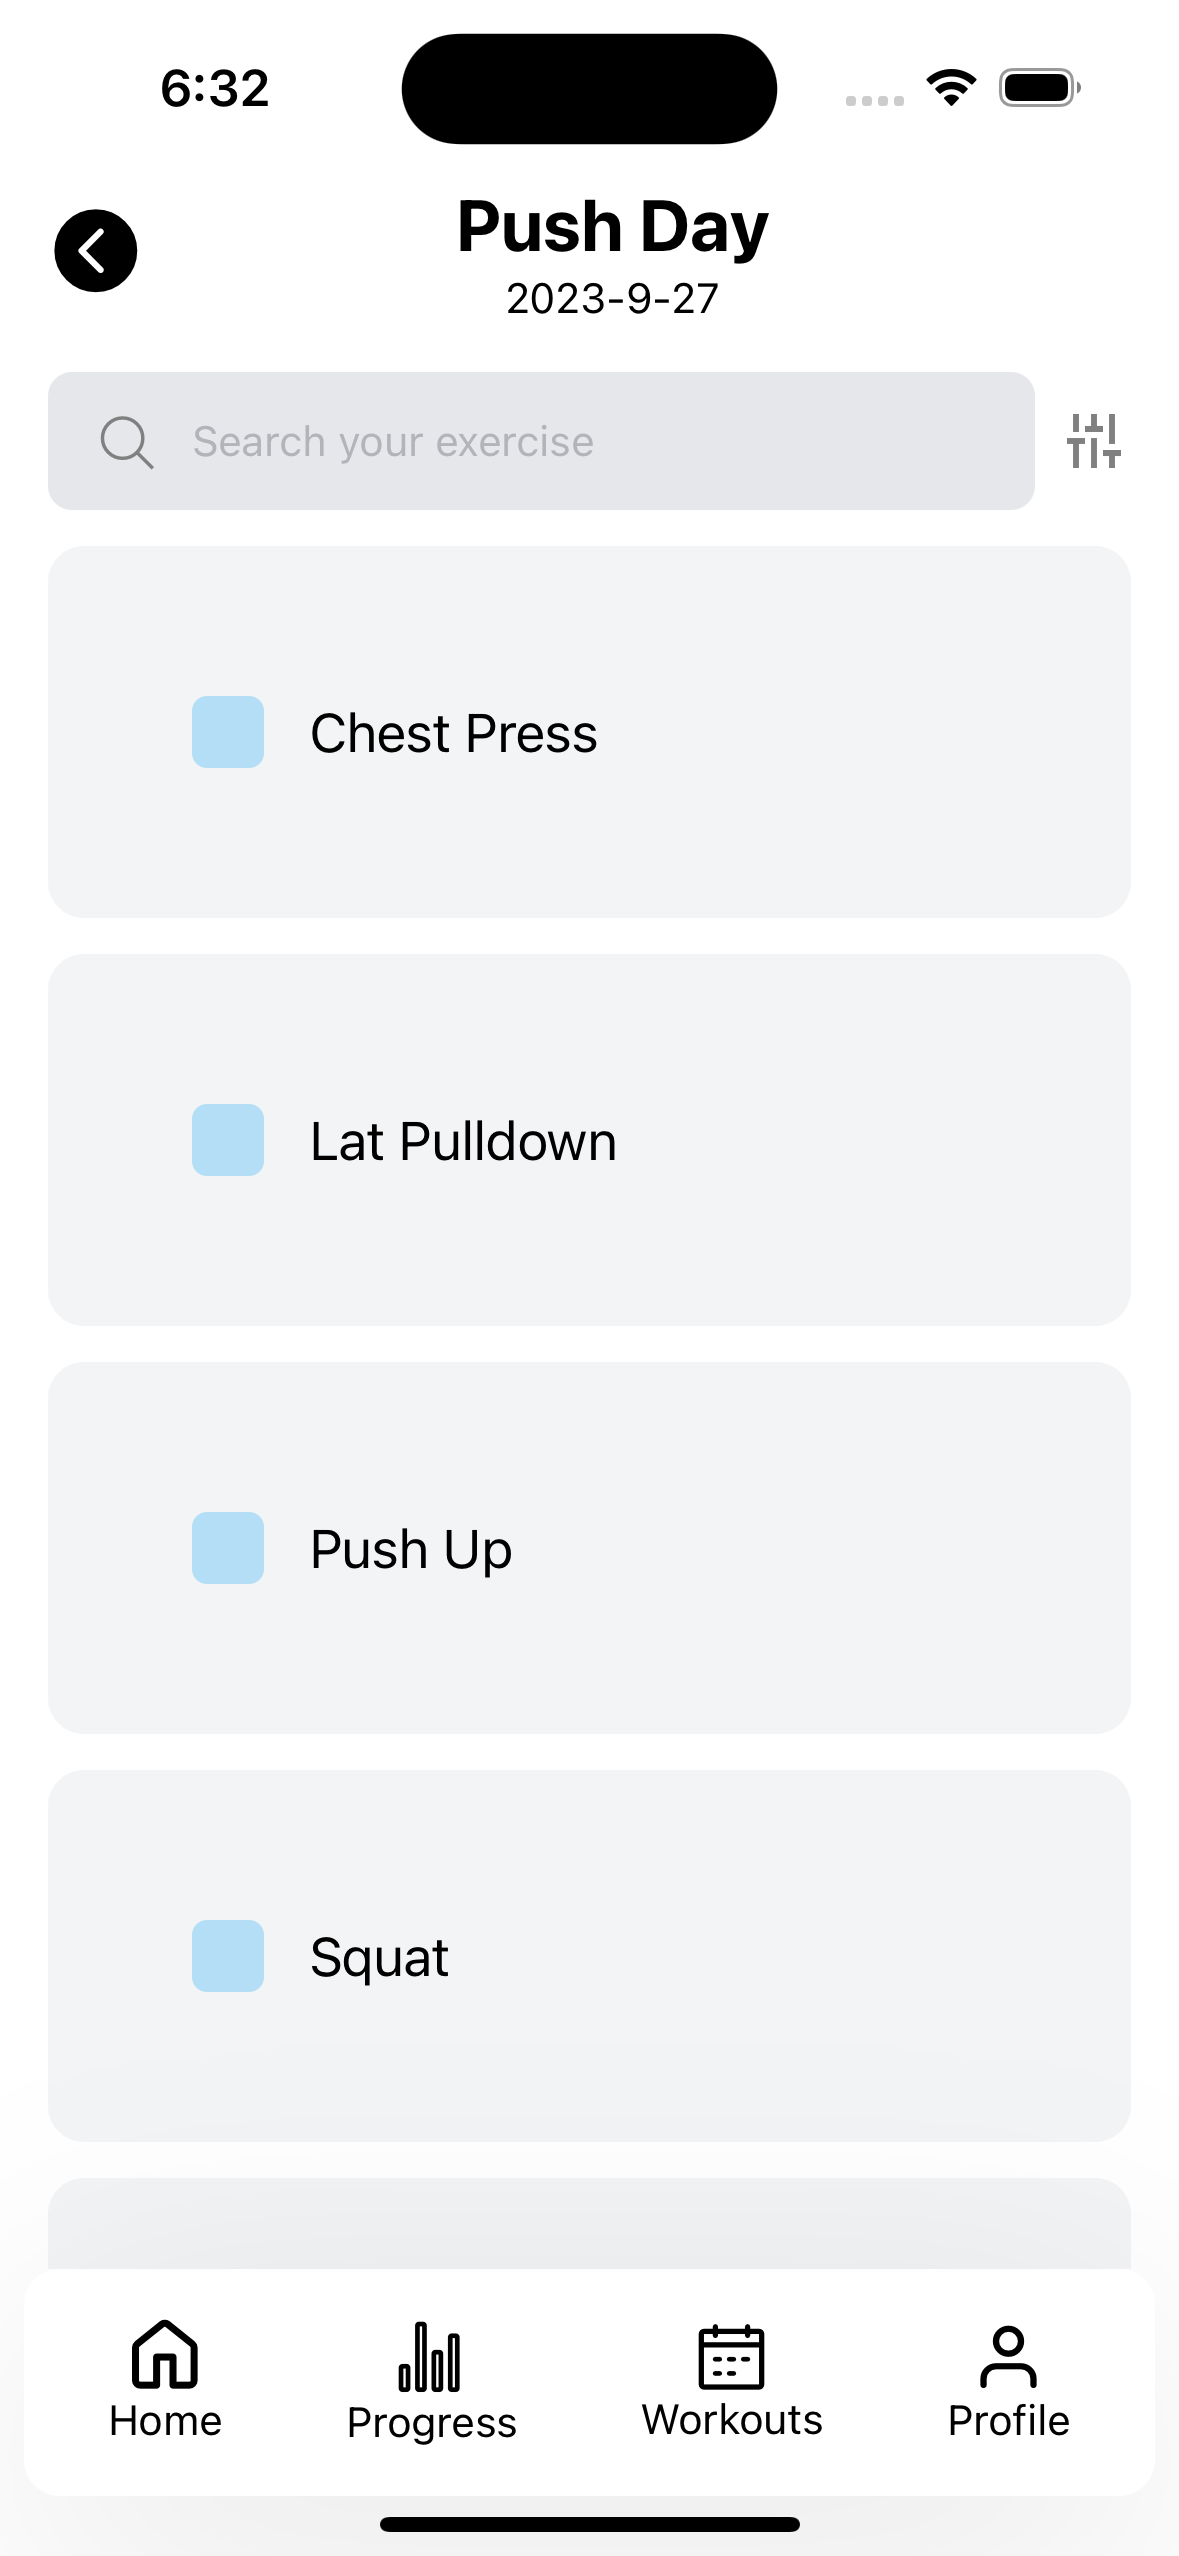 6:32
Push Day
2023-9-27
Search your exercise
Chest Press
Lat Pulldown
Push Up
Squat
Home
Progress
Workouts
Profile